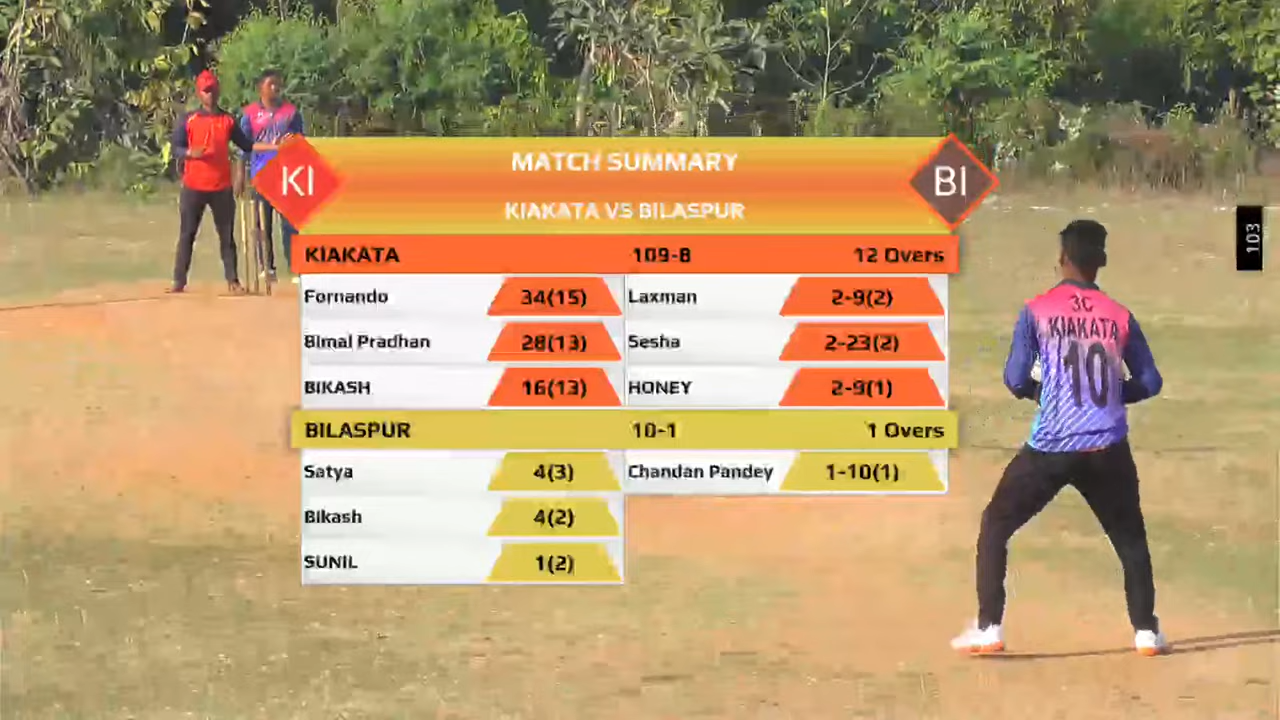 KI
MATCH SUMMARY
BI
KIAKATA VS BILASPUR
KIAKATA 109-8 12 Overs
Fornando 34(15) Laxman 2-9(2)
Bimal Pradhan 28(13) Sesha 2-23(2)
BIKASH 16(13) HONEY 2-9(1)
BILASPUR 10-1 1 Overs
Satya 4(3) Chandan Pandey 1-10(1)
Bikash 4(2)
SUNIL 1(2)
103
3C
KIAKATA
10